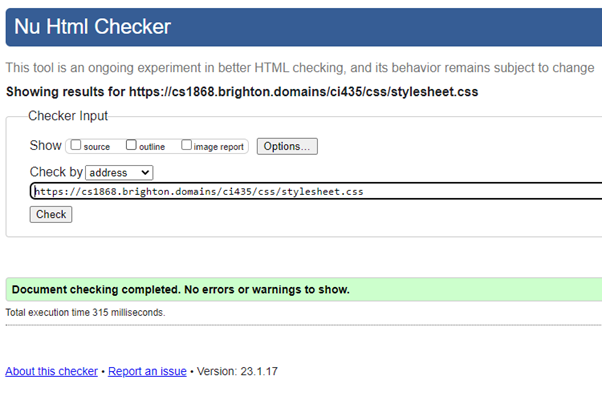 Nu Html Checker
This tool is an ongoing experiment in better HTML checking, and its behavior remains subject to change
Showing results for https://cs1868.brighton.domains/ci435/css/stylesheet.css
Checker Input
Show source outline image report Options...
Check by address
https://cs1868.brighton.domains/ci435/css/stylesheet.css
Check
Document checking completed. No errors or warnings to show.
Total execution time 315 milliseconds.
About this checker • Report an issue • Version: 23.1.17